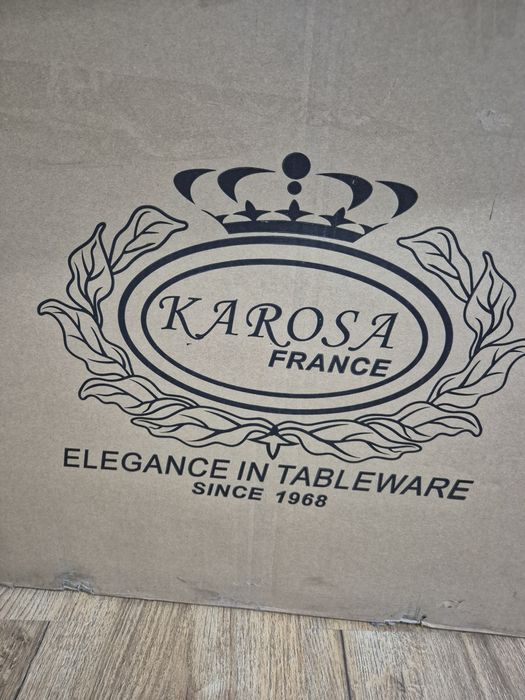 KAROSA
FRANCE
ELEGANCE IN TABLEWARE
SINCE 1968